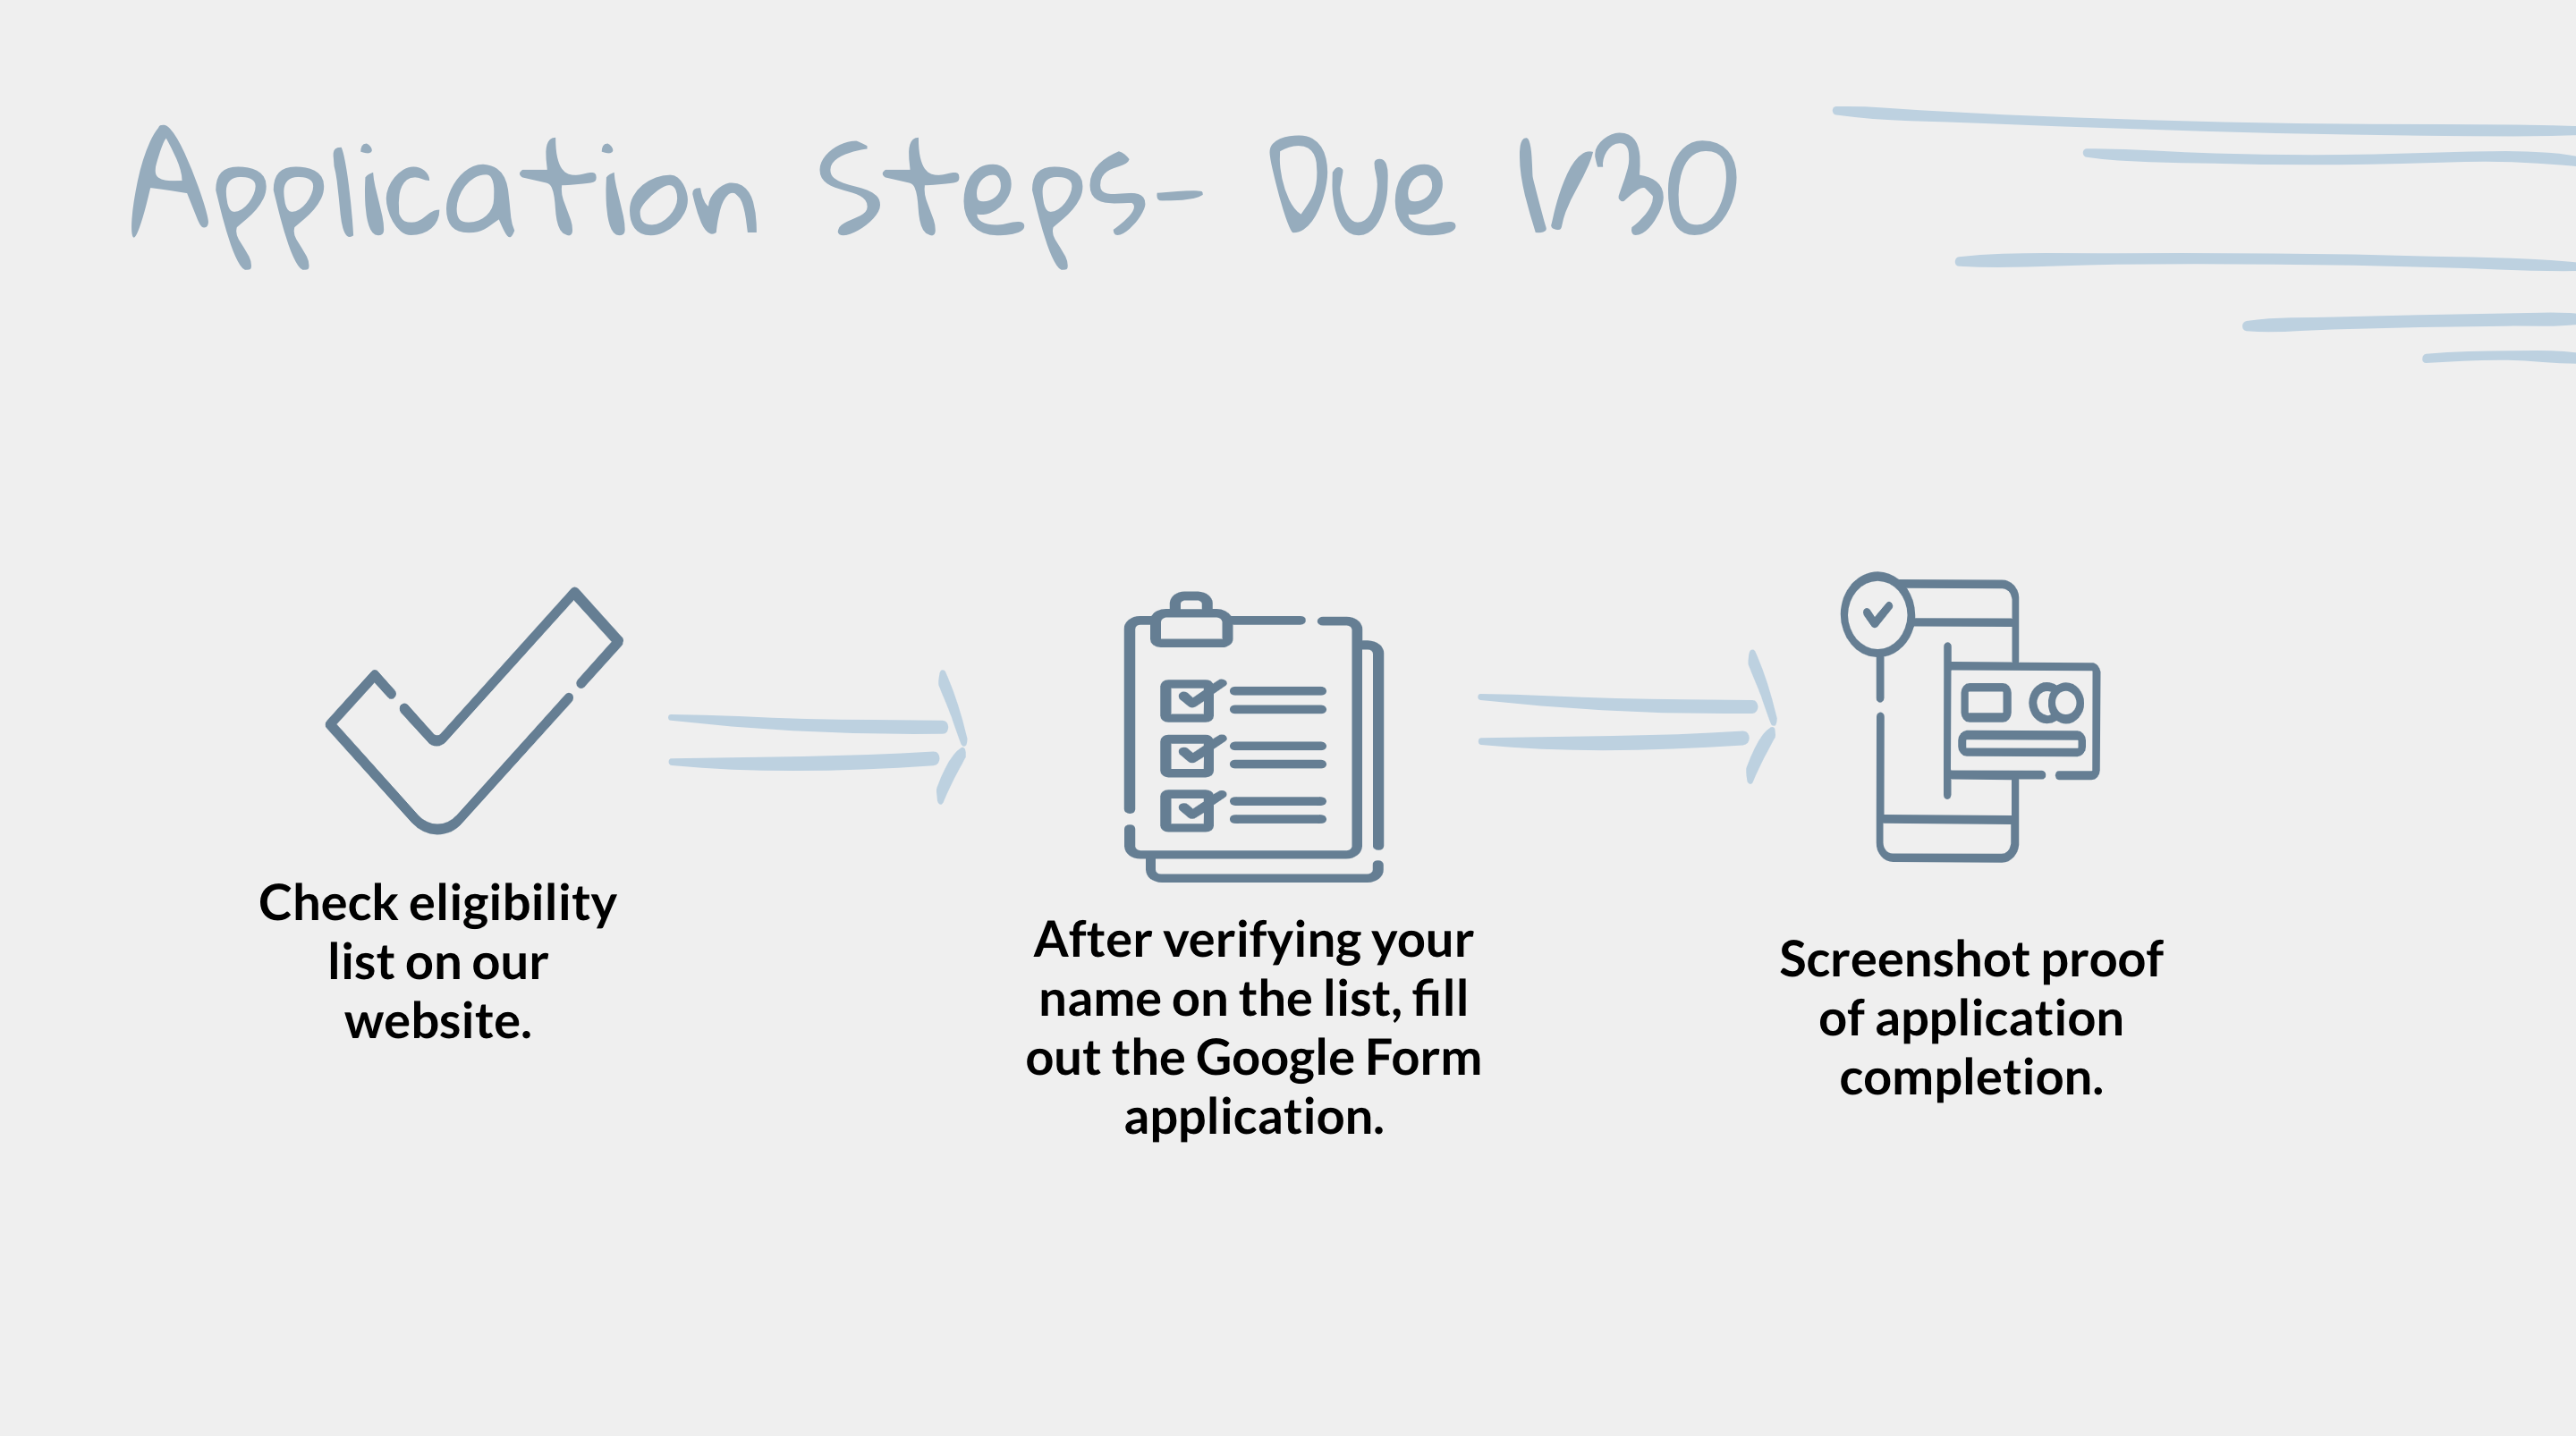 Application Steps- Due 1/30
Check eligibility
list on our
website.
After verifying your
name on the list, fill
out the Google Form
application.
Screenshot proof
of application
completion.